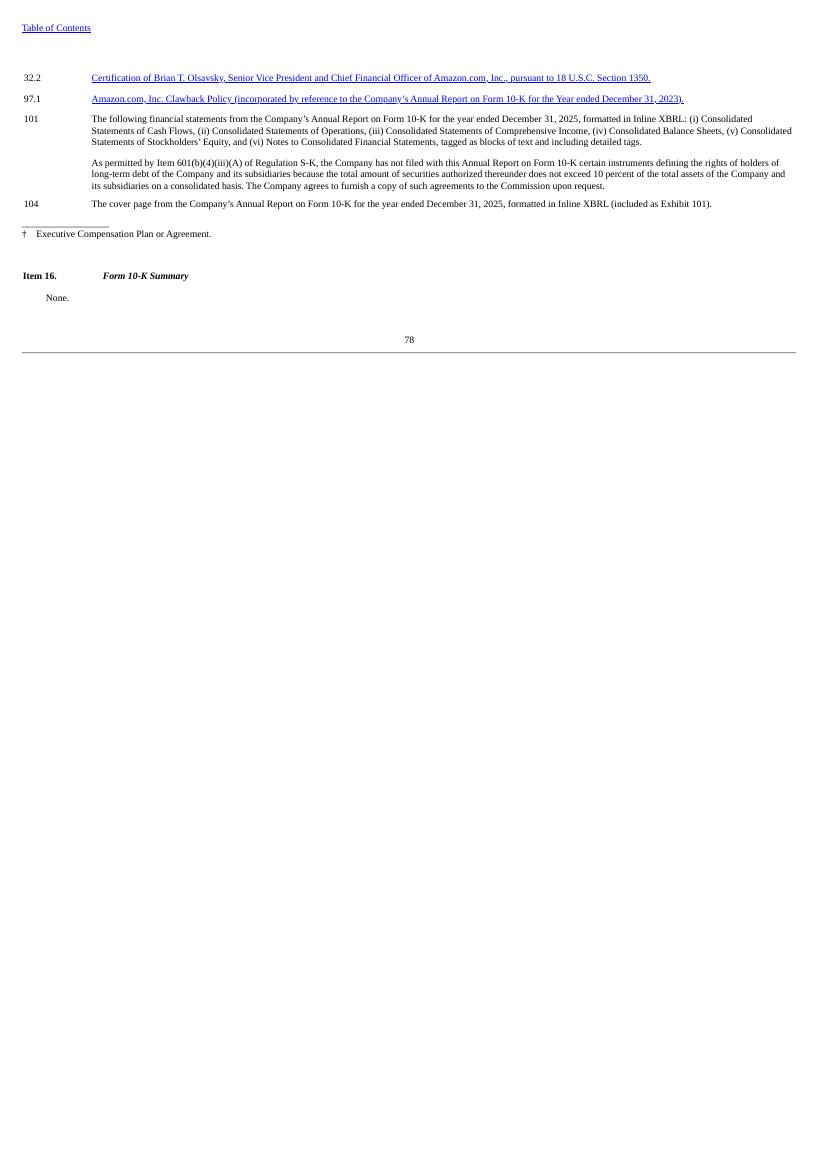 Table of Contents
32.2 Certification of Brian T. Olsavsky, Senior Vice President and Chief Financial Officer of Amazon.com, Inc., pursuant to 18 U.S.C. Section 1350.
97.1 Amazon.com, Inc. Clawback Policy (incorporated by reference to the Company’s Annual Report on Form 10-K for the Year ended December 31, 2023).
101 The following financial statements from the Company’s Annual Report on Form 10-K for the year ended December 31, 2025, formatted in Inline XBRL: (i) Consolidated
Statements of Cash Flows, (ii) Consolidated Statements of Operations, (iii) Consolidated Statements of Comprehensive Income, (iv) Consolidated Balance Sheets, (v) Consolidated
Statements of Stockholders’ Equity, and (vi) Notes to Consolidated Financial Statements, tagged as blocks of text and including detailed tags.
As permitted by Item 601(b)(4)(iii)(A) of Regulation S-K, the Company has not filed with this Annual Report on Form 10-K certain instruments defining the rights of holders of
long-term debt of the Company and its subsidiaries because the total amount of securities authorized thereunder does not exceed 10 percent of the total assets of the Company and
its subsidiaries on a consolidated basis. The Company agrees to furnish a copy of such agreements to the Commission upon request.
104 The cover page from the Company’s Annual Report on Form 10-K for the year ended December 31, 2025, formatted in Inline XBRL (included as Exhibit 101).
† Executive Compensation Plan or Agreement.
Item 16. Form 10-K Summary
None.
78